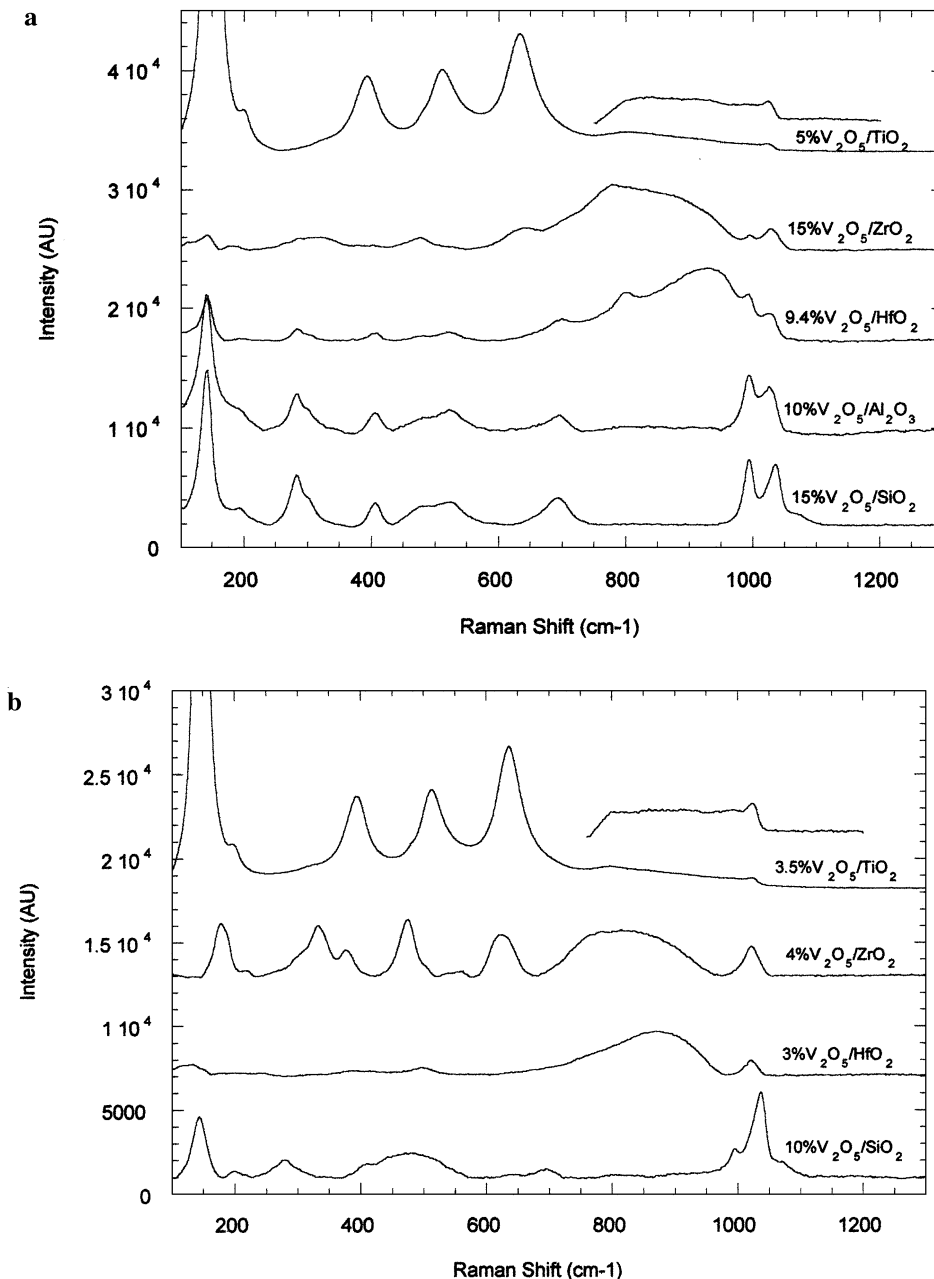 a
4 10⁴
5%V₂O₅/TiO₂
3 10⁴
15%V₂O₅/ZrO₂
2 10⁴
9.4%V₂O₅/HfO₂
1 10⁴
10%V₂O₅/Al₂O₃
15%V₂O₅/SiO₂
0
Intensity (AU)
200 400 600 800 1000 1200
Raman Shift (cm-1)
b
3 10⁴
2.5 10⁴
2 10⁴
3.5%V₂O₅/TiO₂
1.5 10⁴
4%V₂O₅/ZrO₂
1 10⁴
3%V₂O₅/HfO₂
5000
10%V₂O₅/SiO₂
0
Intensity (AU)
200 400 600 800 1000 1200
Raman Shift (cm-1)